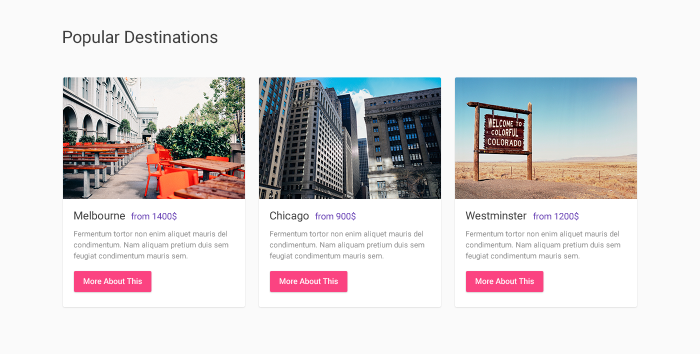 Popular Destinations
WELCOME TO
COLORFUL
COLORADO
Melbourne from 1400$
Fermentum tortor non enim aliquet mauris del
condimentum. Nam aliquam pretium duis sem
feugiat condimentum mauris sem.
More About This
Chicago from 900$
Fermentum tortor non enim aliquet mauris del
condimentum. Nam aliquam pretium duis sem
feugiat condimentum mauris sem.
More About This
Westminster from 1200$
Fermentum tortor non enim aliquet mauris del
condimentum. Nam aliquam pretium duis sem
feugiat condimentum mauris sem.
More About This